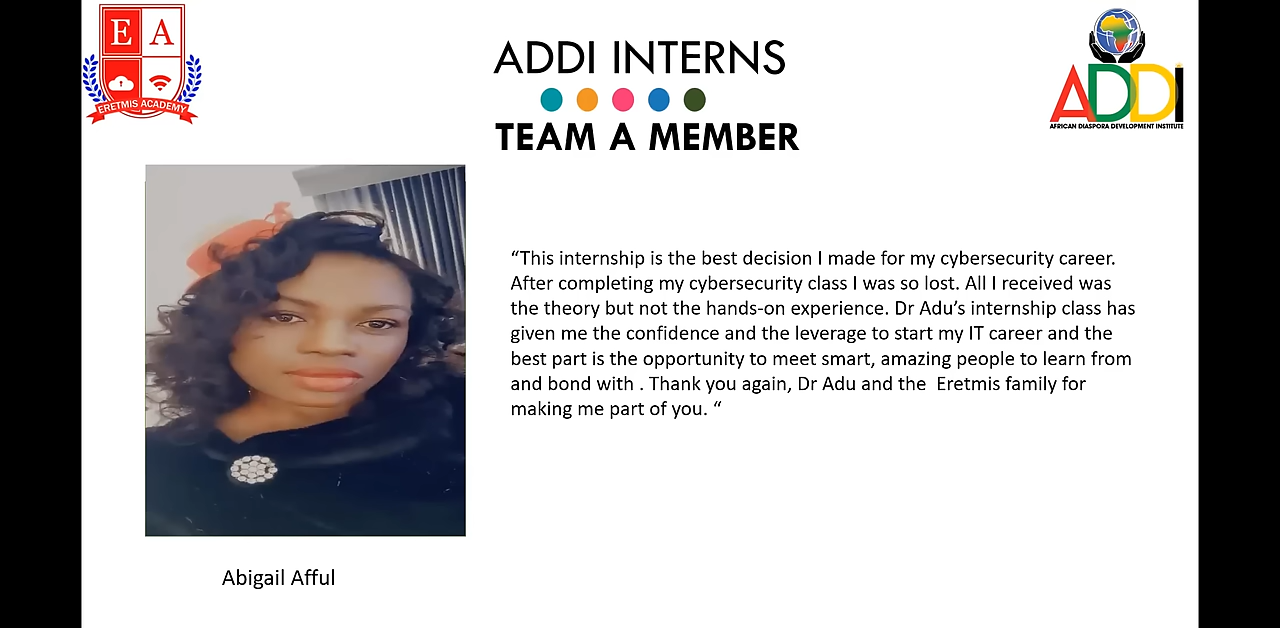 E A
ERETMIS ACADEMY
ADDI INTERNS
TEAM A MEMBER
ADDI
AFRICAN DIASPORA DEVELOPMENT INSTITUTE
“This internship is the best decision I made for my cybersecurity career.
After completing my cybersecurity class I was so lost. All I received was
the theory but not the hands-on experience. Dr Adu’s internship class has
given me the confidence and the leverage to start my IT career and the
best part is the opportunity to meet smart, amazing people to learn from
and bond with . Thank you again, Dr Adu and the  Eretmis family for
making me part of you. “
Abigail Afful